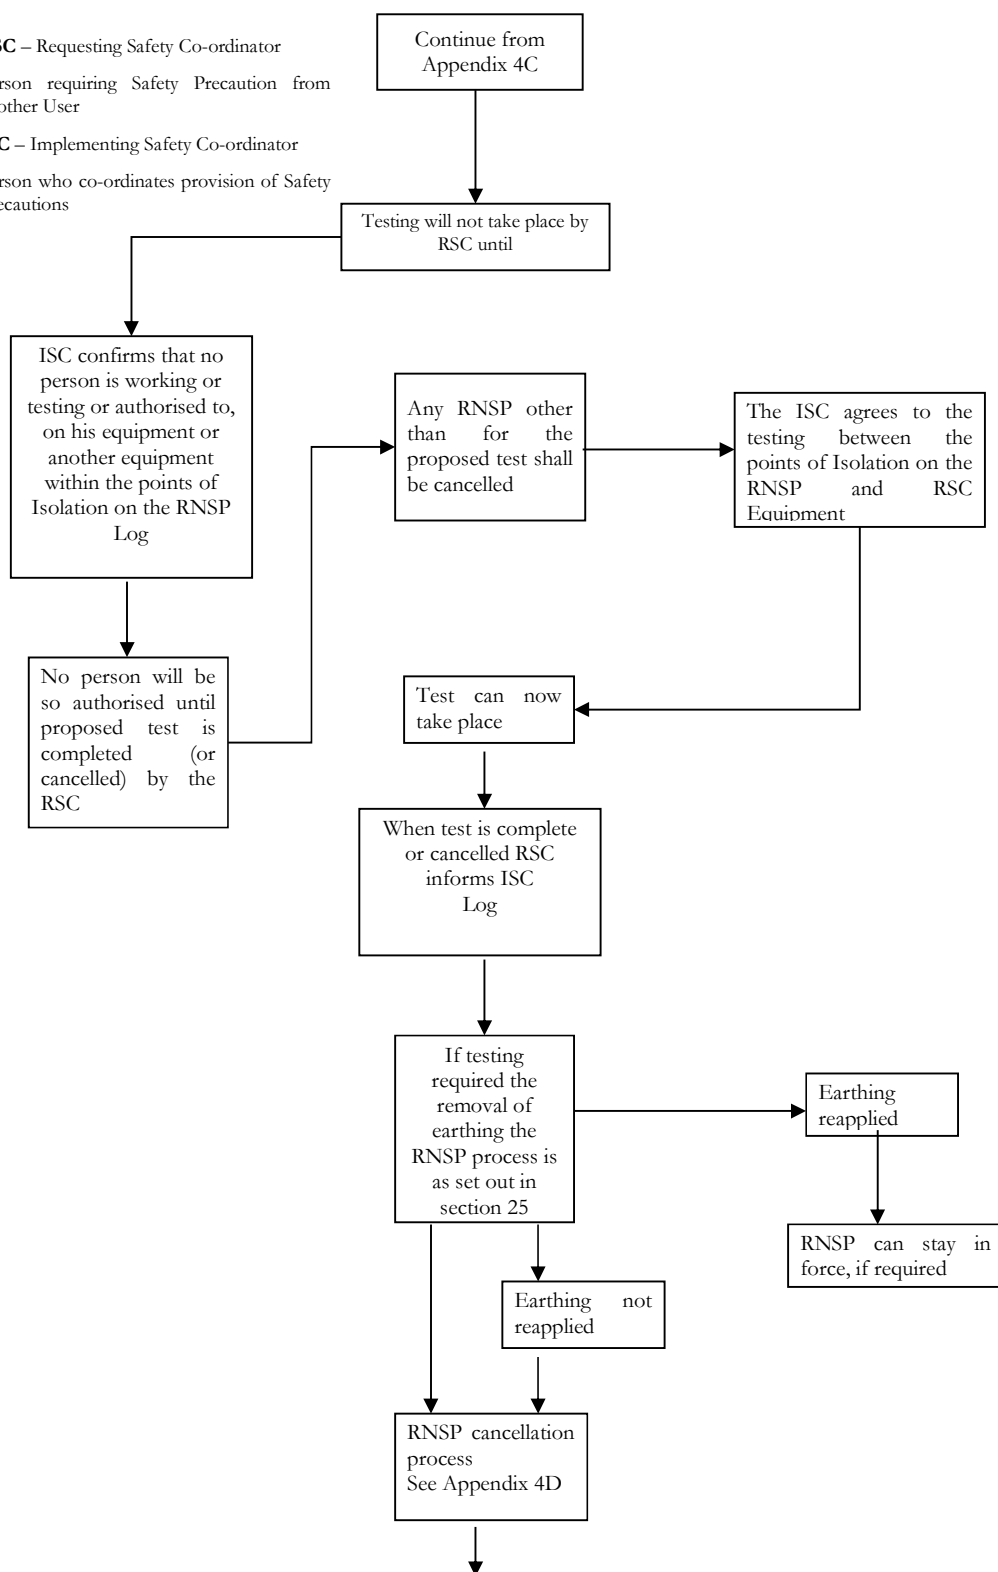 SC – Requesting Safety Co-ordinator
erson requiring Safety Precaution from
other User
C – Implementing Safety Co-ordinator
erson who co-ordinates provision of Safety
recautions
Continue from
Appendix 4C
Testing will not take place by
RSC until
ISC confirms that no
person is working or
testing or authorised to,
on his equipment or
another equipment
within the points of
Isolation on the RNSP
Log
Any RNSP other
than for the
proposed test shall
be cancelled
The ISC agrees to the
testing between the
points of Isolation on the
RNSP and RSC
Equipment
No person will be
so authorised until
proposed test is
completed (or
cancelled) by the
RSC
Test can now
take place
When test is complete
or cancelled RSC
informs ISC
Log
If testing
required the
removal of
earthing the
RNSP process is
as set out in
section 25
Earthing
reapplied
RNSP can stay in
force, if required
Earthing not
reapplied
RNSP cancellation
process
See Appendix 4D